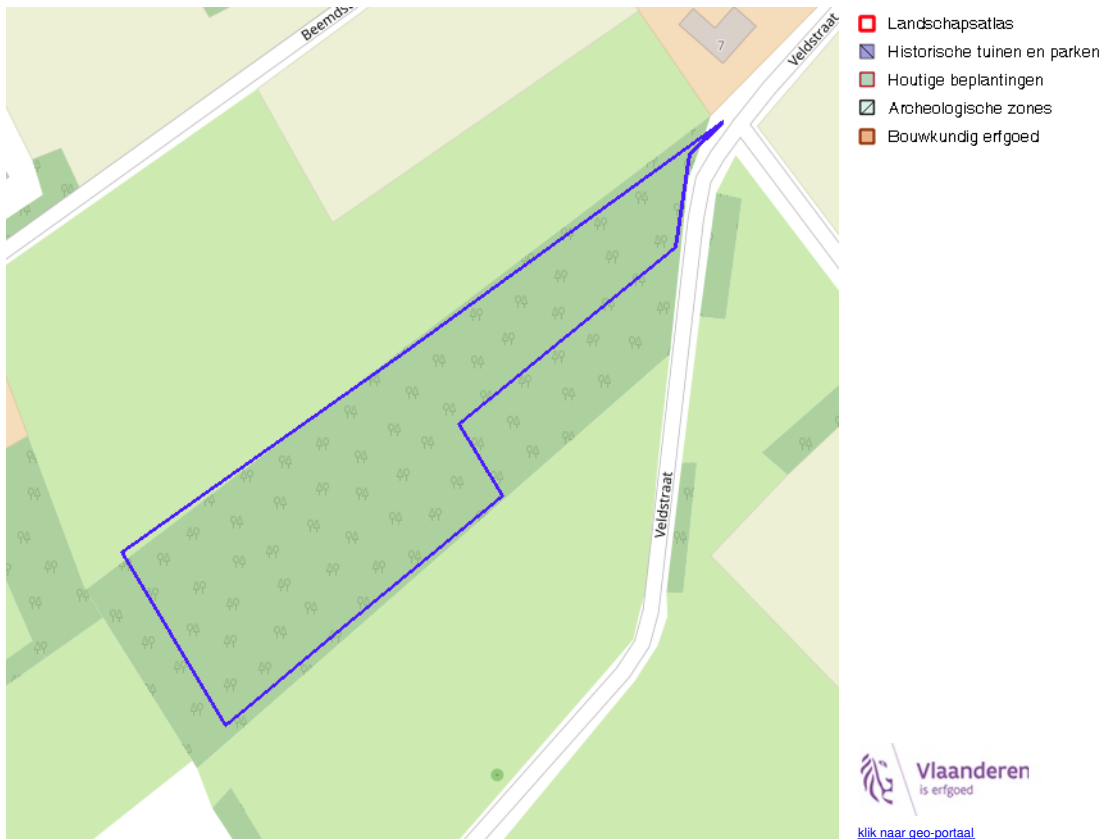 Beemdst
7
Veldstraat
Veldstraat
Landschapsatlas
Historische tuinen en parken
Houtige beplantingen
Archeologische zones
Bouwkundig erfgoed
Vlaanderen
is erfgoed
klik naar geo-portaal